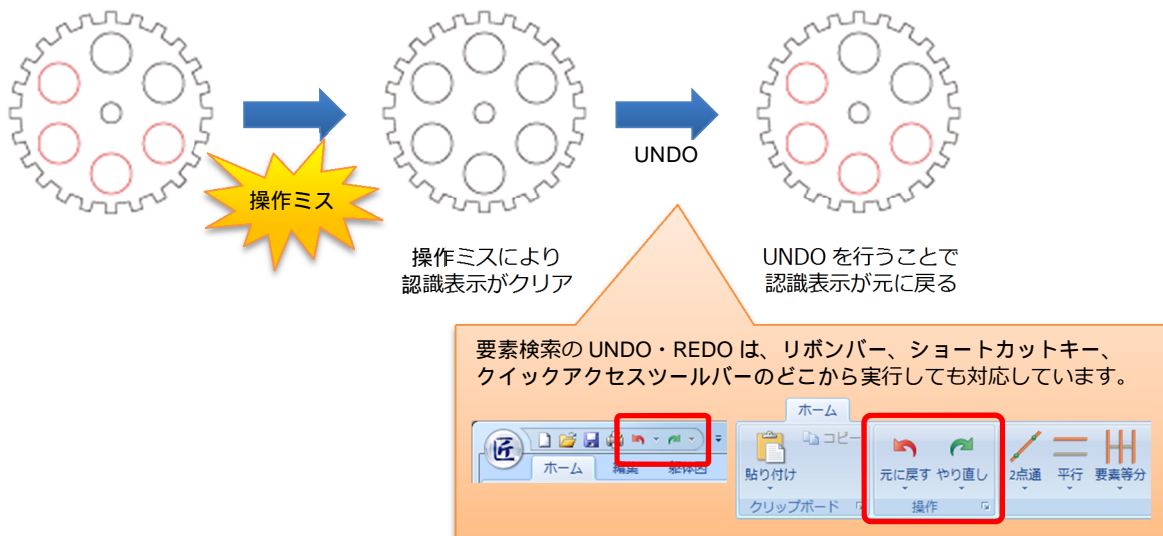 操作ミス
UNDO
操作ミスにより
認識表示がクリア
UNDO を行うことで
認識表示が元に戻る
要素検索の UNDO・REDO は、リボンバー、ショートカットキー、
クイックアクセスツールバーのどこから実行しても対応しています。
匠
ホーム 編集 躯体図
ホーム
コピー
貼り付け
元に戻す やり直し
2点通 平行 要素等分
クリップボード
操作